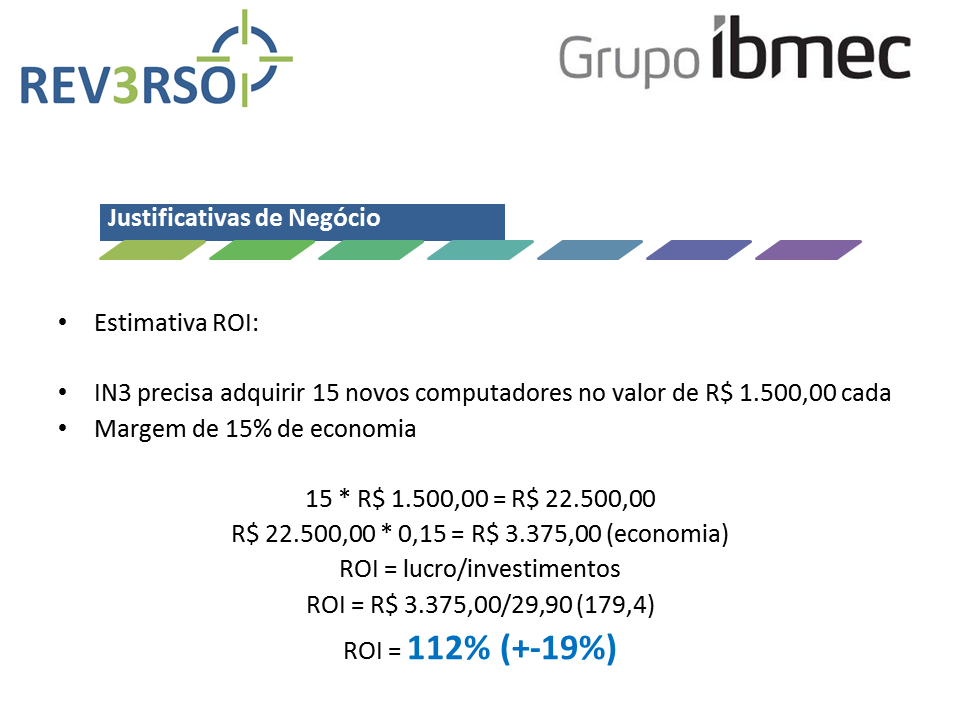 REV3RSO
Grupo ibmec
Justificativas de Negócio
• Estimativa ROI:
• IN3 precisa adquirir 15 novos computadores no valor de R$ 1.500,00 cada
• Margem de 15% de economia
15 * R$ 1.500,00 = R$ 22.500,00
R$ 22.500,00 * 0,15 = R$ 3.375,00 (economia)
ROI = lucro/investimentos
ROI = R$ 3.375,00/29,90 (179,4)
ROI = 112% (+-19%)